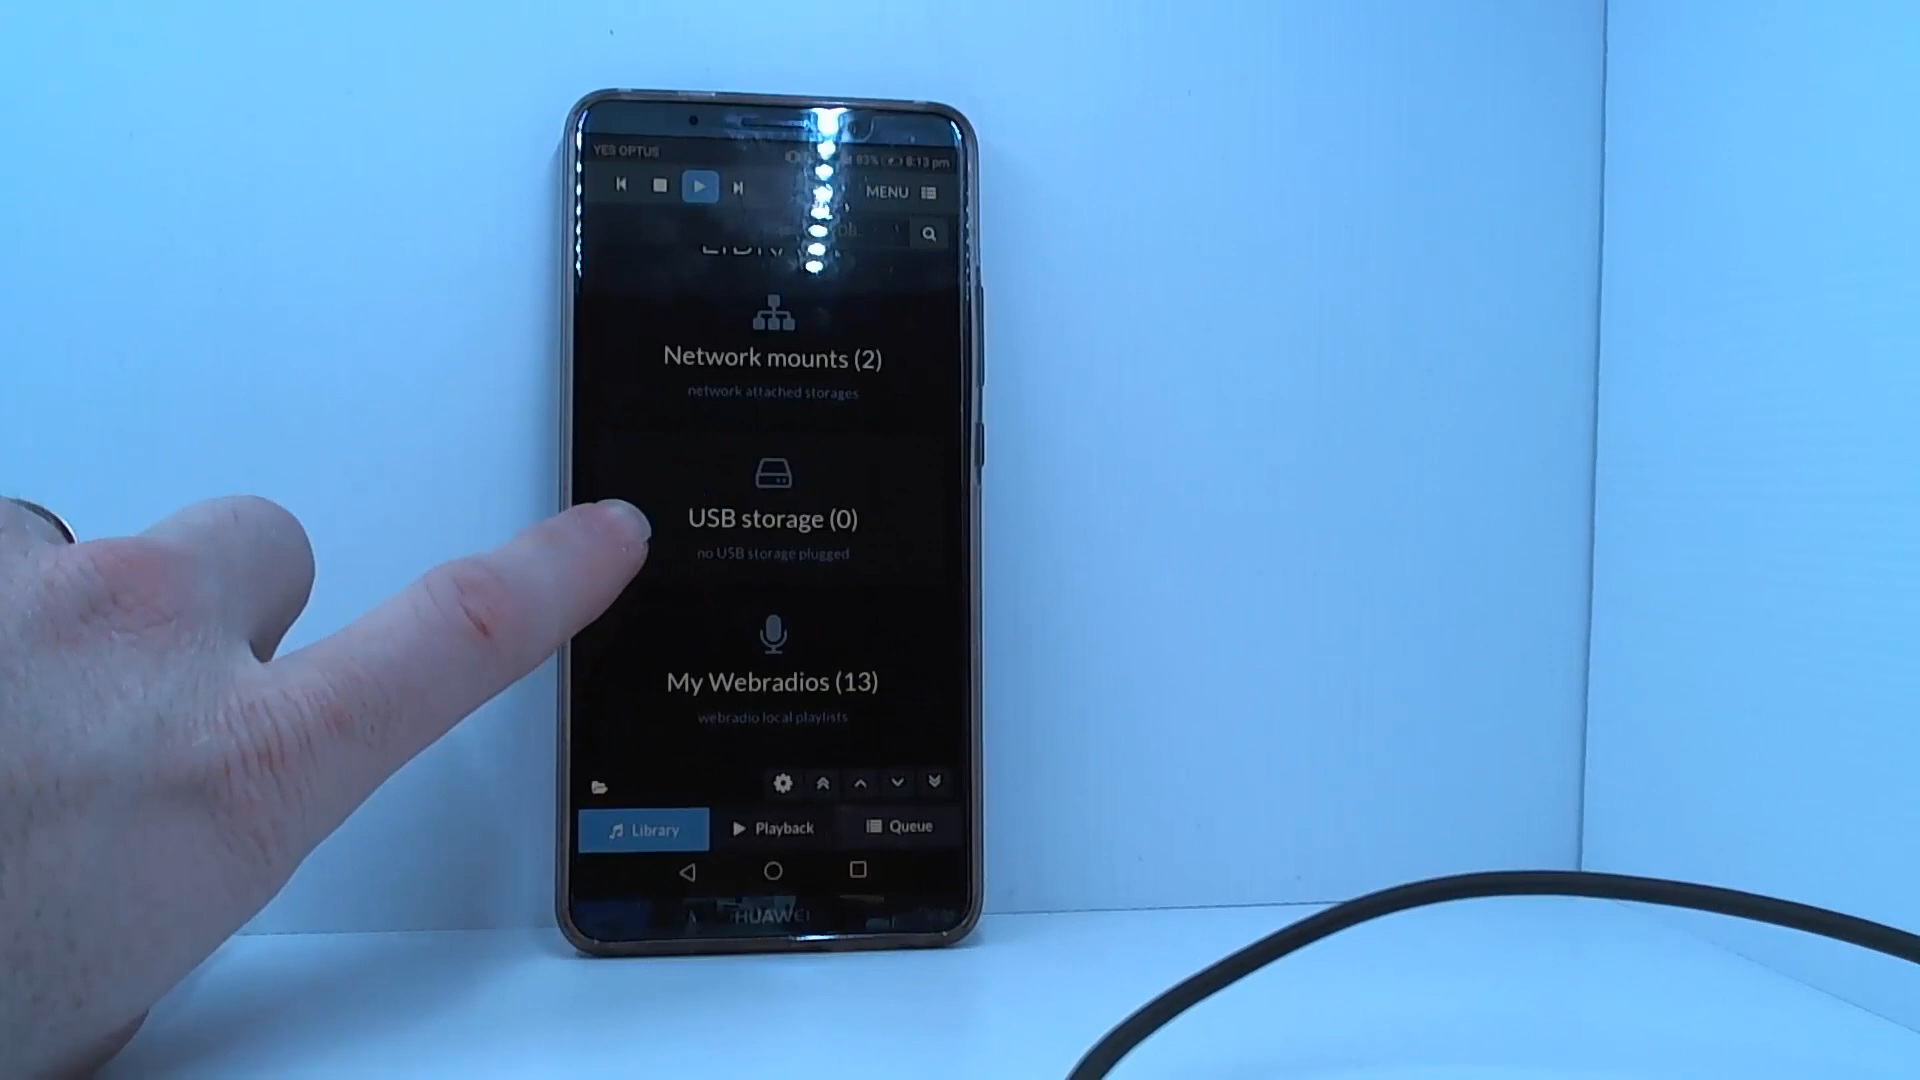 YES OPTUS
83% 8:13 pm
MENU
Network mounts (2)
network attached storages
USB storage (0)
no USB storage plugged
My Webradios (13)
webradio local playlists
Library Playback Queue
HUAWEI